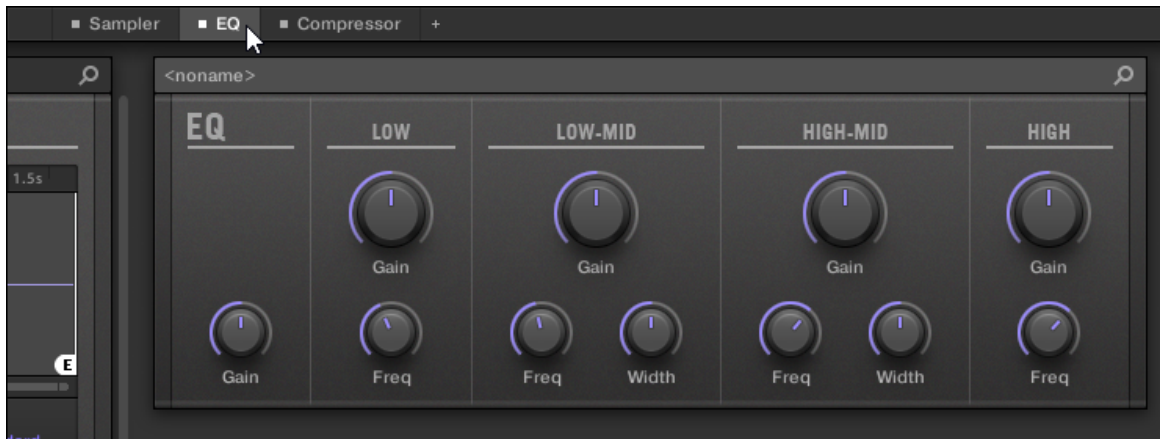 Sampler EQ Compressor +
<noname>
EQ LOW LOW-MID HIGH-MID HIGH
1.5s
Gain Gain Gain Gain
E
Gain Freq Freq Width Freq Width Freq